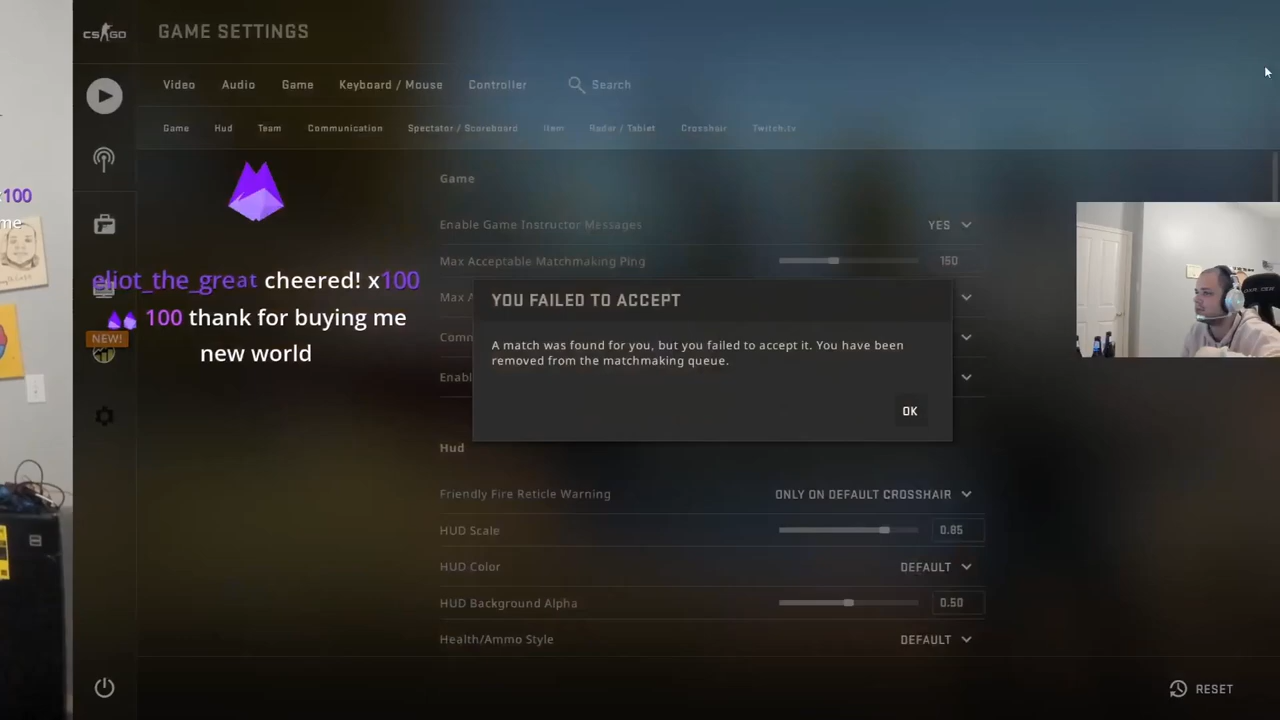 CS GO
GAME SETTINGS
Video
Audio
Game
Keyboard / Mouse
Controller
Search
Game
Hud
Team
Communication
Spectator / Scoreboard
Item
Radar / Tablet
Crosshair
Twitch.tv
x100
me
Game
Enable Game Instructor Messages
YES
Max Acceptable Matchmaking Ping
150
Max A
Comm
Enabl
eliot_the_great cheered! x100
100 thank for buying me
new world
NEW!
YOU FAILED TO ACCEPT
A match was found for you, but you failed to accept it. You have been
removed from the matchmaking queue.
OK
Hud
Friendly Fire Reticle Warning
ONLY ON DEFAULT CROSSHAIR
HUD Scale
0.85
HUD Color
DEFAULT
HUD Background Alpha
0.50
Health/Ammo Style
DEFAULT
RESET